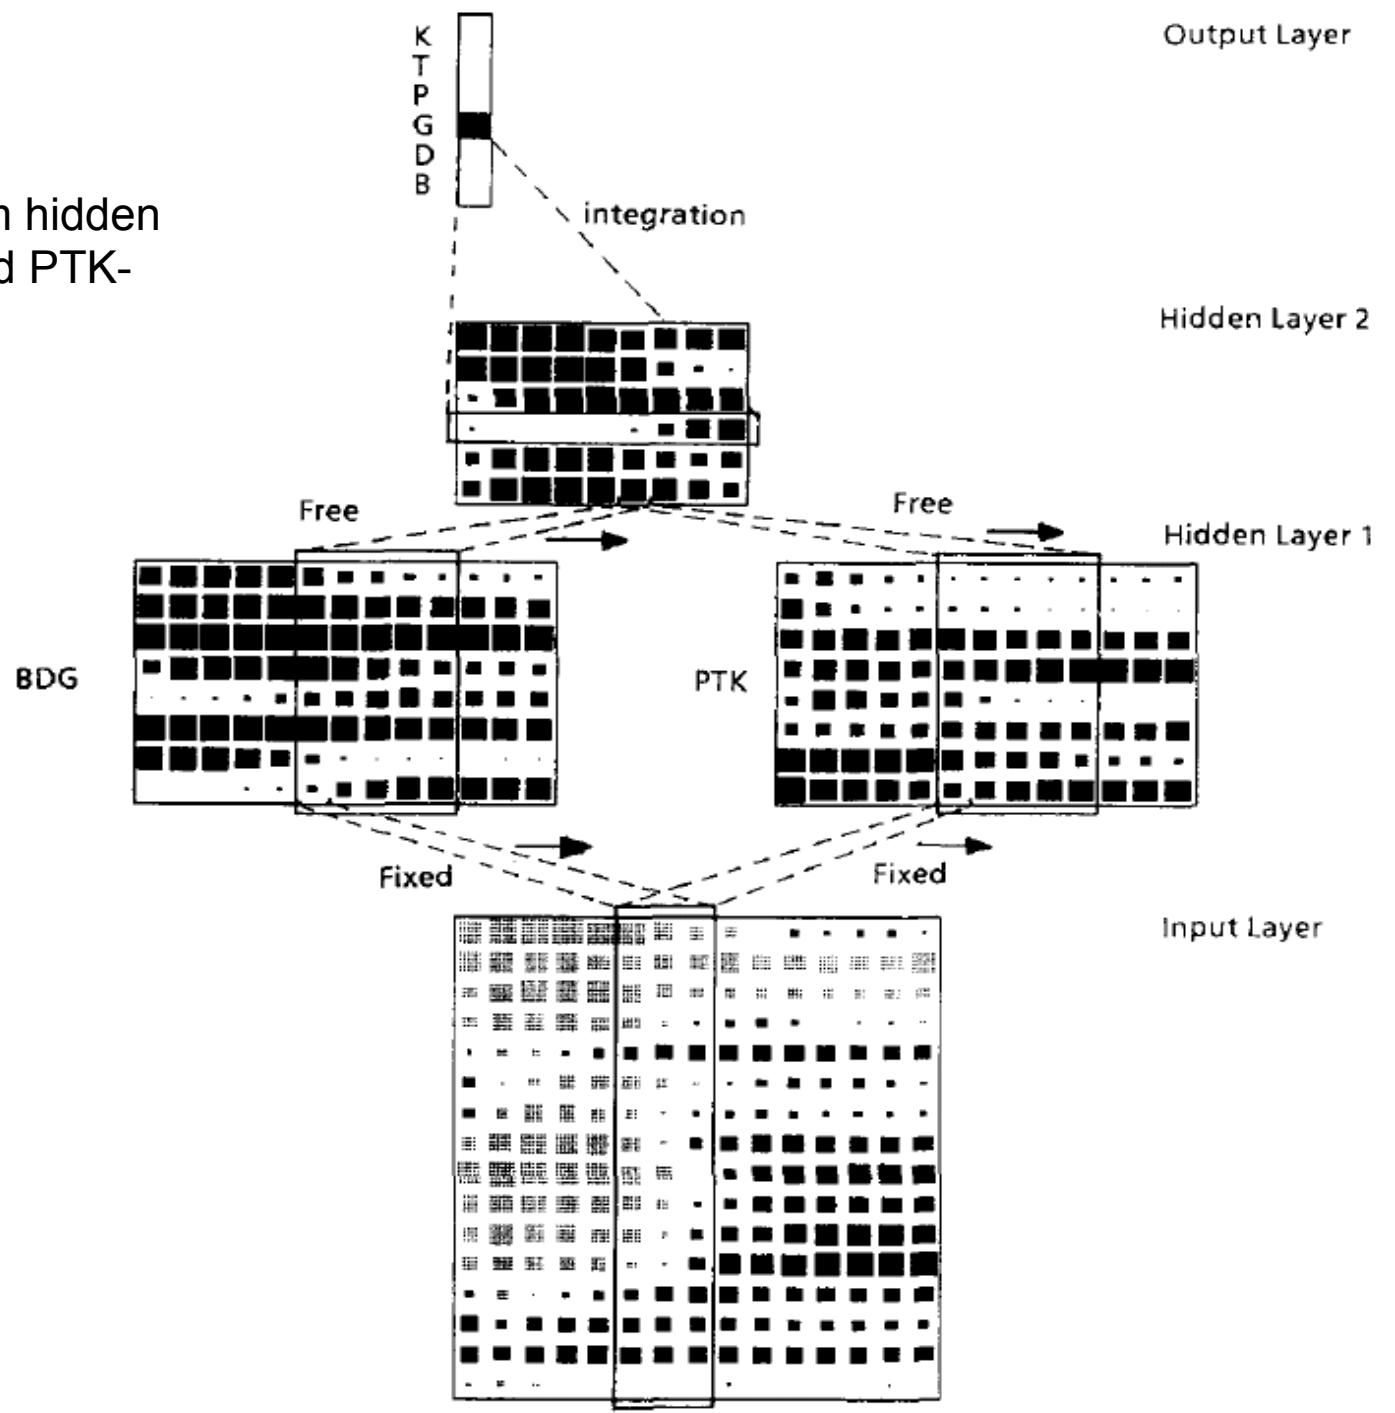 K
T
P
G
D
B
Output Layer
hidden
PTK-
integration
Hidden Layer 2
Free
Free
Hidden Layer 1
BDG
PTK
Fixed
Fixed
Input Layer